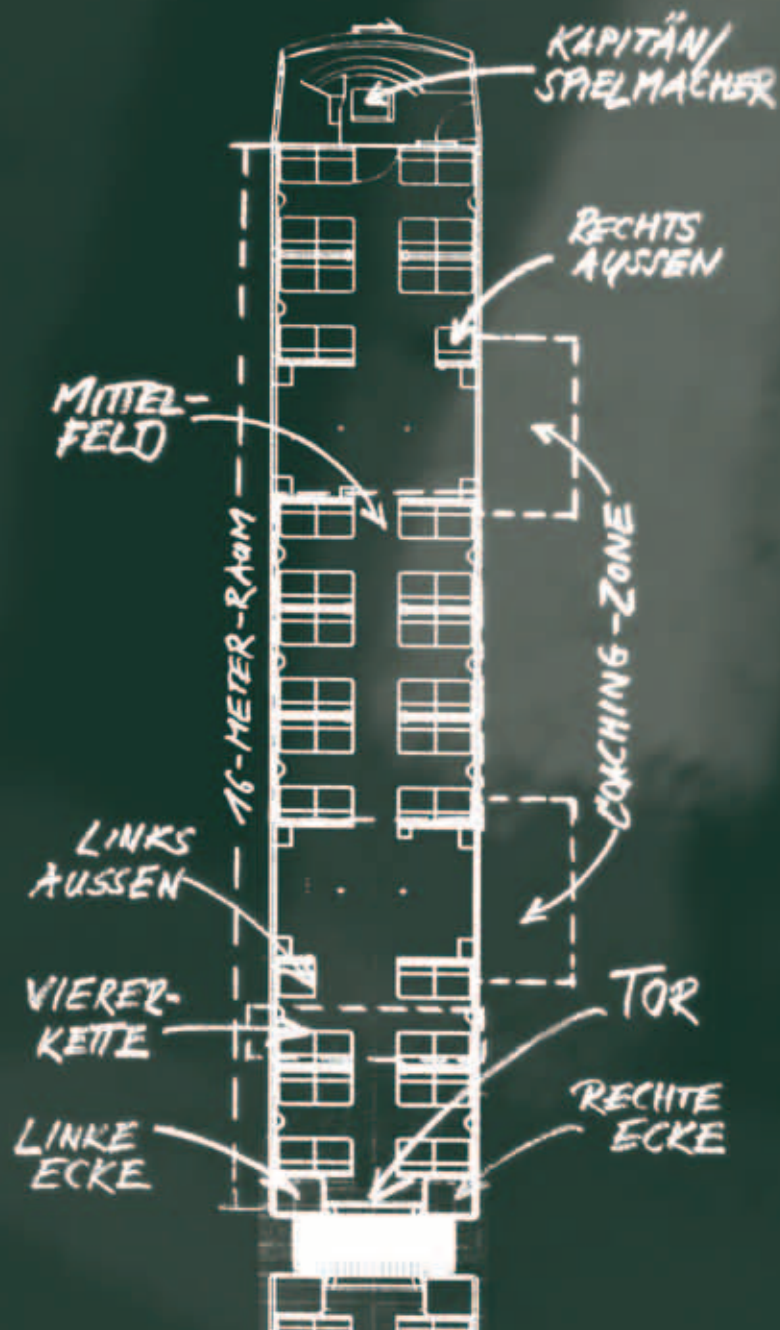 KAPITÄN/
SPIELMACHER
RECHTS
AUSSEN
MITTEL-
FELD
16-METER-RAUM
COACHING-ZONE
LINKS
AUSSEN
VIERER-
KETTE
TOR
LINKE
ECKE
RECHTE
ECKE